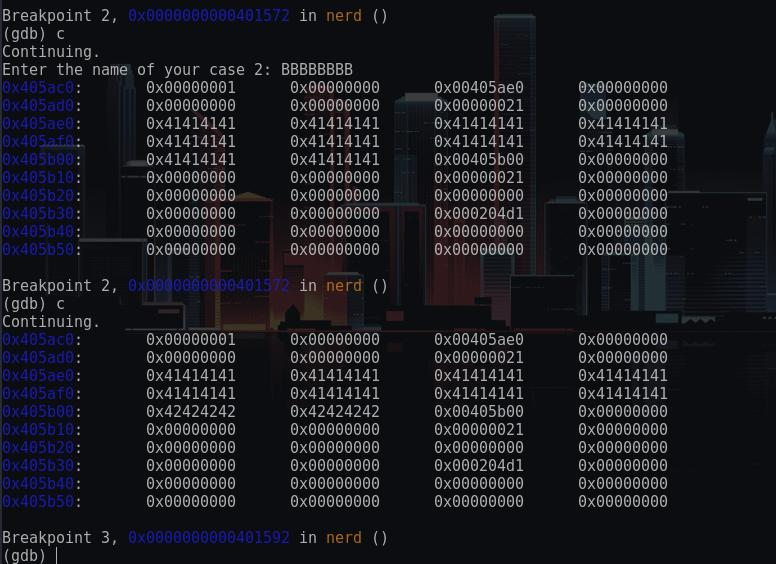 Breakpoint 2, 0x0000000000401572 in nerd ()
(gdb) c
Continuing.
Enter the name of your case 2: BBBBBBBB
0x405ac0: 0x00000001 0x00000000 0x00405ae0 0x00000000
0x405ad0: 0x00000000 0x00000000 0x00000021 0x00000000
0x405ae0: 0x41414141 0x41414141 0x41414141 0x41414141
0x405af0: 0x41414141 0x41414141 0x41414141 0x41414141
0x405b00: 0x41414141 0x41414141 0x00405b00 0x00000000
0x405b10: 0x00000000 0x00000000 0x00000021 0x00000000
0x405b20: 0x00000000 0x00000000 0x00000000 0x00000000
0x405b30: 0x00000000 0x00000000 0x000204d1 0x00000000
0x405b40: 0x00000000 0x00000000 0x00000000 0x00000000
0x405b50: 0x00000000 0x00000000 0x00000000 0x00000000
Breakpoint 2, 0x0000000000401572 in nerd ()
(gdb) c
Continuing.
0x405ac0: 0x00000001 0x00000000 0x00405ae0 0x00000000
0x405ad0: 0x00000000 0x00000000 0x00000021 0x00000000
0x405ae0: 0x41414141 0x41414141 0x41414141 0x41414141
0x405af0: 0x41414141 0x41414141 0x41414141 0x41414141
0x405b00: 0x42424242 0x42424242 0x00405b00 0x00000000
0x405b10: 0x00000000 0x00000000 0x00000021 0x00000000
0x405b20: 0x00000000 0x00000000 0x00000000 0x00000000
0x405b30: 0x00000000 0x00000000 0x000204d1 0x00000000
0x405b40: 0x00000000 0x00000000 0x00000000 0x00000000
0x405b50: 0x00000000 0x00000000 0x00000000 0x00000000
Breakpoint 3, 0x0000000000401592 in nerd ()
(gdb)